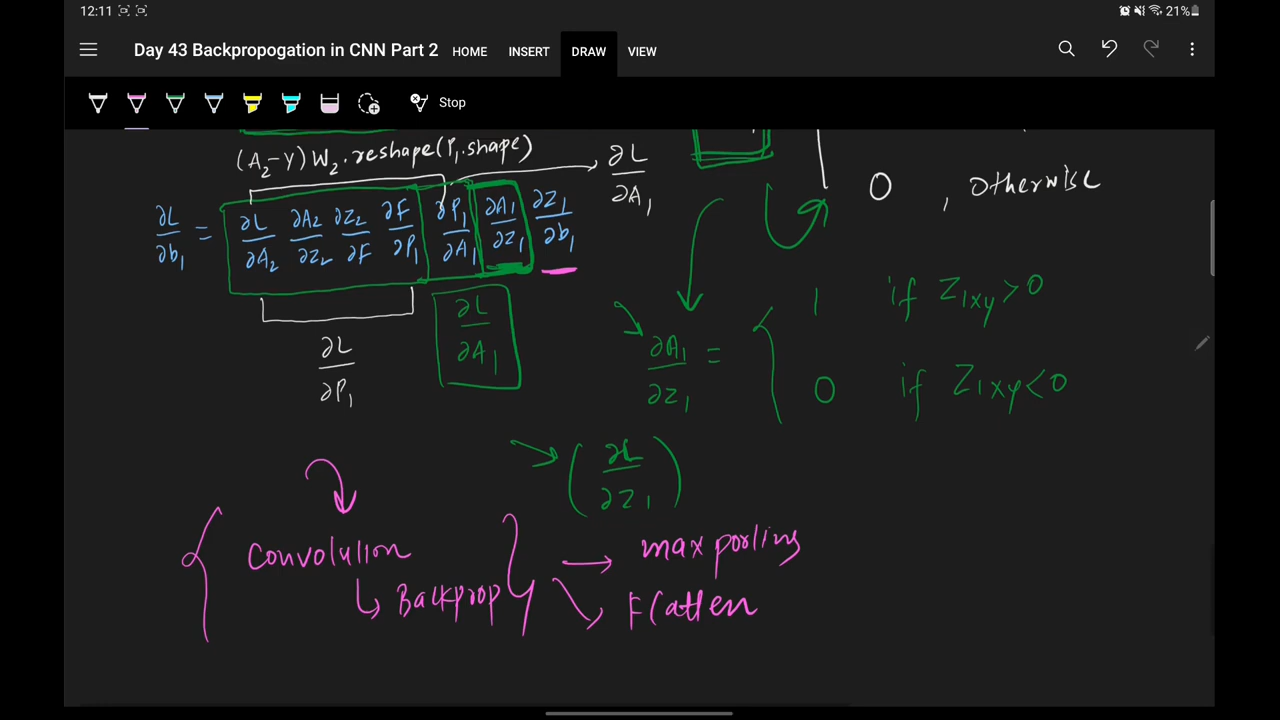 12:11 21%
Day 43 Backpropogation in CNN Part 2 HOME INSERT DRAW VIEW
Stop
(A₂-Y)W₂.reshape(P₁.shape)
∂L/∂A₁
0 , Otherwise
∂L/∂b₁ = ∂L/∂A₂ ∂A₂/∂Z₂ ∂Z₂/∂F ∂F/∂P₁ ∂P₁/∂A₁ ∂A₁/∂Z₁ ∂Z₁/∂b₁
∂L/∂P₁
∂L/∂A₁
∂A₁/∂Z₁ = { 1 if Z₁xy>0
0 if Z₁xy<0
(∂L/∂Z₁)
Convolution
Backprop
maxpooling
Flatten